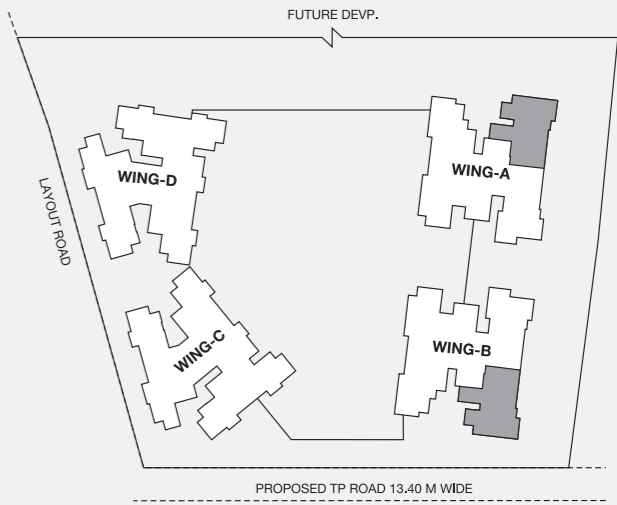 FUTURE DEVP.
WING-D
WING-A
LAYOUT ROAD
WING-C
WING-B
PROPOSED TP ROAD 13.40 M WIDE